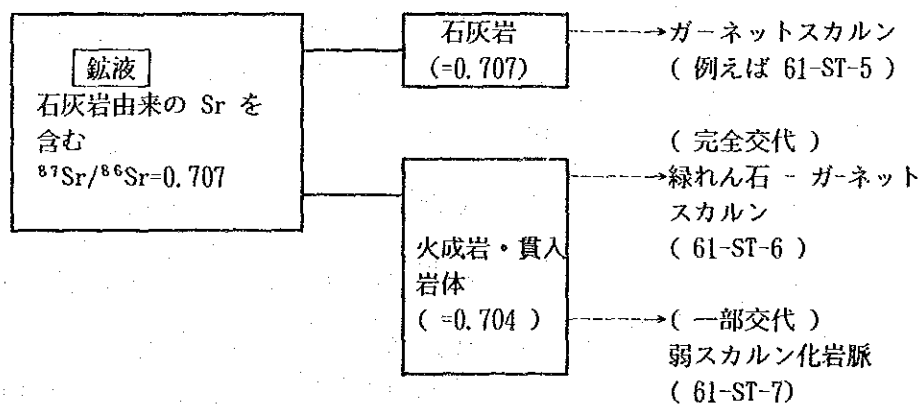 鉱液
石灰岩由来の Sr を
含む
⁸⁷Sr/⁸⁶Sr=0.707
石灰岩
(=0.707)
ガーネットスカルン
( 例えば 61-ST-5 )
火成岩・貫入
岩体
( =0.704 )
( 完全交代 )
緑れん石 - ガーネット
スカルン
( 61-ST-6 )
( 一部交代 )
弱スカルン化岩脈
( 61-ST-7)